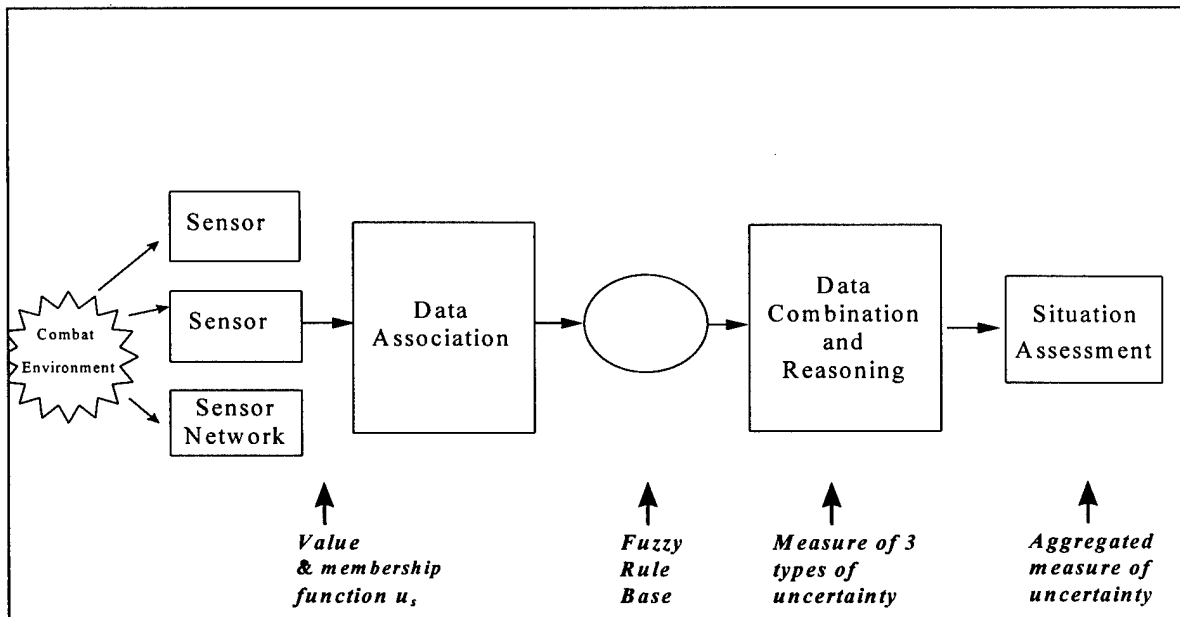 Sensor
Combat
Environment
Sensor
Sensor
Network
Data
Association
Data
Combination
and
Reasoning
Situation
Assessment
Value
& membership
function u_s
Fuzzy
Rule
Base
Measure of 3
types of
uncertainty
Aggregated
measure of
uncertainty